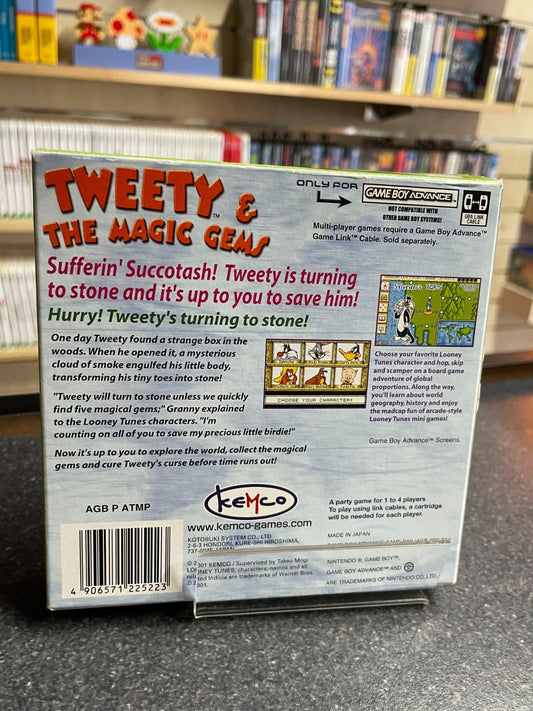 TWEETY &
THE MAGIC GEMS
TM
ONLY FOR
GAME BOY ADVANCE™
NOT COMPATIBLE WITH
OTHER GAME BOY SYSTEMS!
GBA LINK
CABLE
Multi-player games require a Game Boy Advance™
Game Link™ Cable. Sold separately.
Sufferin' Succotash! Tweety is turning
to stone and it's up to you to save him!
Hurry! Tweety's turning to stone!
One day Tweety found a strange box in the
woods. When he opened it, a mysterious
cloud of smoke engulfed his little body,
transforming his tiny toes into stone!
"Tweety will turn to stone unless we quickly
find five magical gems;" Granny explained
to the Looney Tunes characters. "I'm
counting on all of you to save my precious little birdie!"
Now it's up to you to explore the world, collect the magical
gems and cure Tweety's curse before time runs out!
CHOOSE YOUR CHARACTER!
Choose your favorite Looney
Tunes character and hop, skip
and scamper on a board game
adventure of global
proportions. Along the way,
you'll learn about world
geography, history and enjoy
the madcap fun of arcade-style
Looney Tunes mini games!
Game Boy Advance™ Screens.
AGB P ATMP
KEMCO
www.kemco-games.com
KOTOBUKI SYSTEM CO., LTD
2-6-3 HONDORI, KURE-SHI HIROSHIMA,
737-0045 JAPAN
A party game for 1 to 4 players
To play using link cables, a cartridge
will be needed for each player.
MADE IN JAPAN
4 906571 225223
© 2001 KEMCO / Supervised by Takeo Mogi
LOONEY TUNES; characters, names and all
related indicia are trademarks of Warner Bros.
© 2001.
NINTENDO ®, GAME BOY™,
GAME BOY ADVANCE™ AND
ARE TRADEMARKS OF NINTENDO CO., LTD.